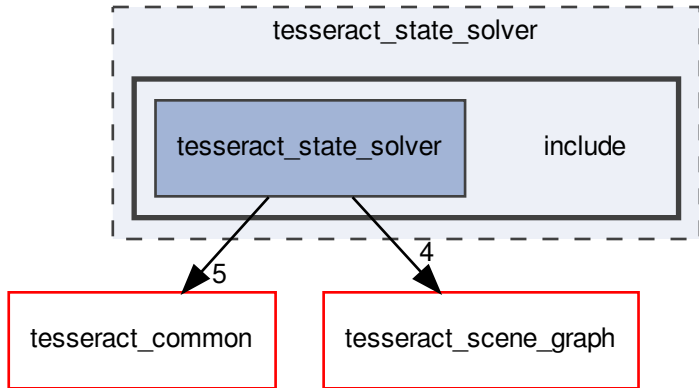 tesseract_state_solver
tesseract_state_solver
include
5
4
tesseract_common
tesseract_scene_graph